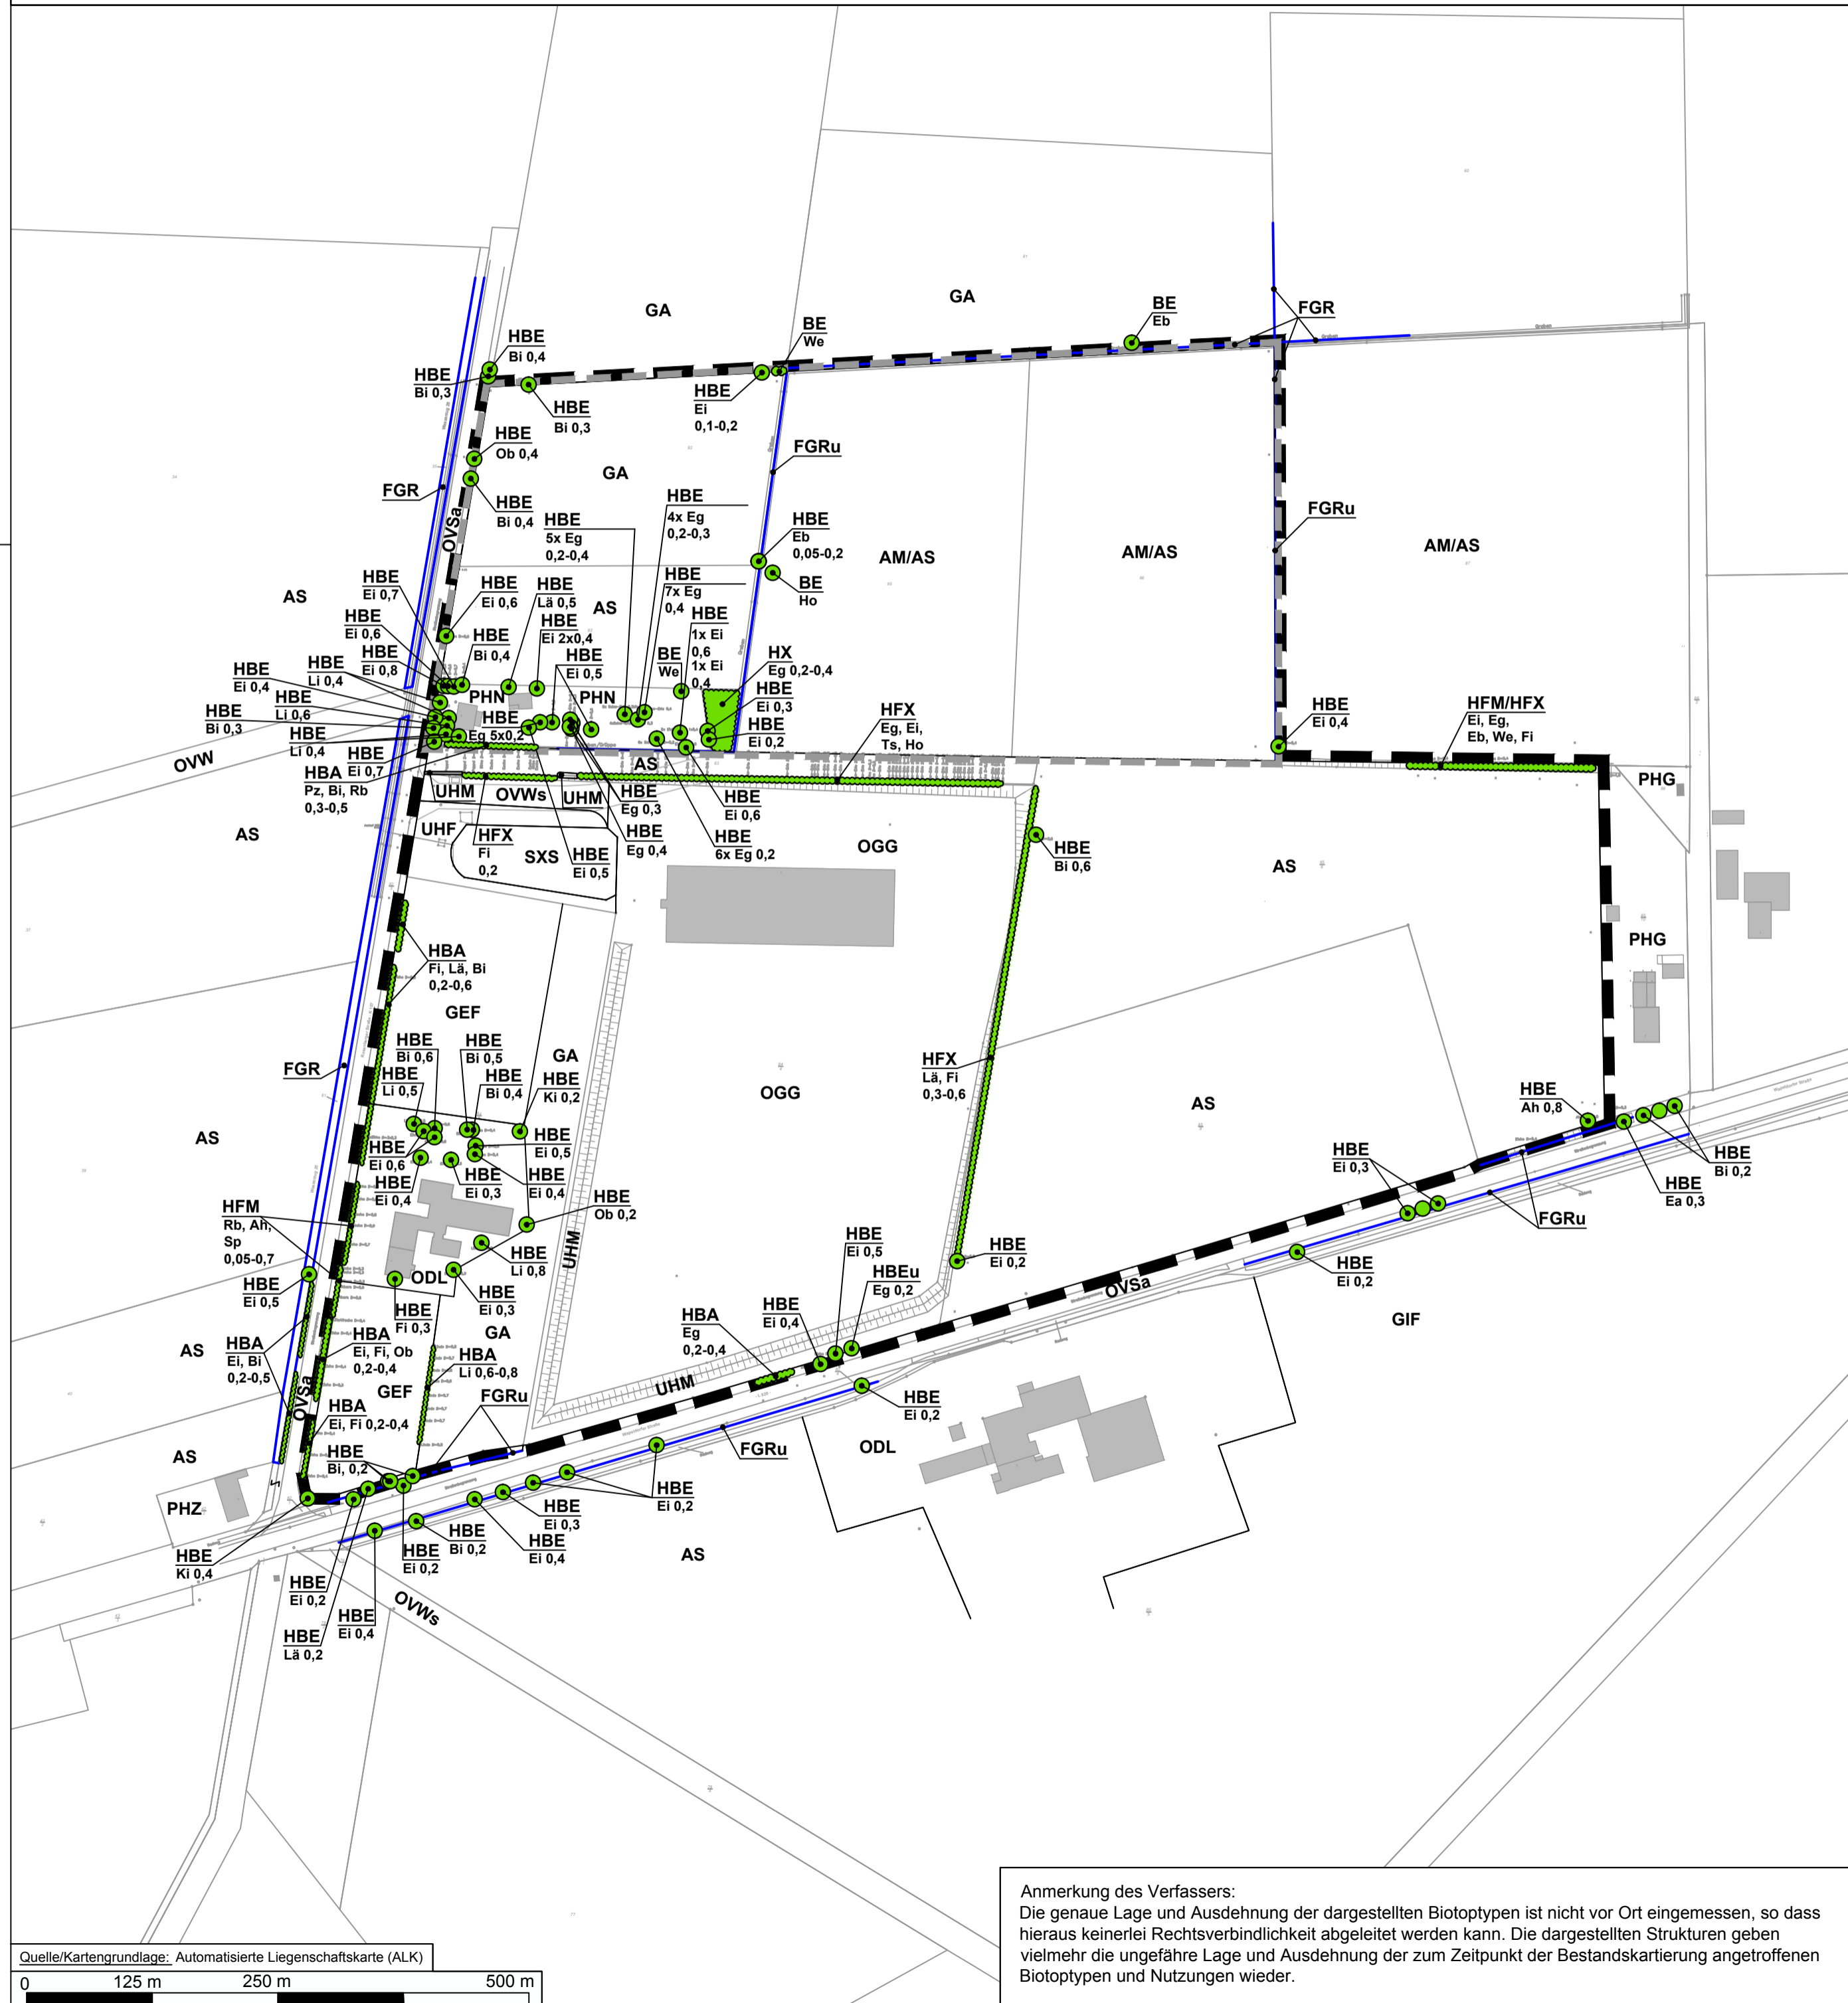 GA
GA
BE
Eb
FGR
BE
We
HBE
Bi 0,4
HBE
Bi 0,3
HBE
Bi 0,3
HBE
Ei
0,1-0,2
HBE
Ob 0,4
FGRu
GA
FGR
HBE
Bi 0,4
OVSa
HBE
5x Eg
0,2-0,4
HBE
4x Eg
0,2-0,3
HBE
Eb
0,05-0,2
FGRu
AM/AS
AM/AS
AM/AS
BE
Ho
AS
HBE
Ei 0,7
HBE
Ei 0,6
HBE
Lä 0,5
AS
HBE
7x Eg
0,4
HBE
Ei 0,6
HBE
Ei 2x0,4
HBE
1x Ei
0,6
1x Ei
0,4
HBE
Bi 0,4
HBE
Ei 0,8
HBE
Ei 0,5
BE
We
HX
Eg 0,2-0,4
HBE
Li 0,4
HBE
Ei 0,4
PHN
PHN
HBE
Ei 0,3
HBE
Li 0,6
HBE
Bi 0,3
HBE
Eg 5x0,2
HBE
Ei 0,2
HFX
Eg, Ei,
Ts, Ho
HBE
Ei 0,4
HFM/HFX
Ei, Eg,
Eb, We, Fi
HBE
Li 0,4
HBE
Ei 0,7
OVW
HBA
Pz, Bi, Rb
0,3-0,5
AS
PHG
UHM
OVWs
UHM
HBE
Eg 0,3
HBE
Ei 0,6
AS
UHF
HFX
Fi
0,2
SXS
HBE
Ei 0,5
HBE
Eg 0,4
HBE
6x Eg 0,2
OGG
HBE
Bi 0,6
AS
PHG
HBA
Fi, Lä, Bi
0,2-0,6
GEF
HBE
Bi 0,6
HBE
Bi 0,5
GA
FGR
HBE
Li 0,5
HBE
Bi 0,4
HBE
Ki 0,2
OGG
HFX
Lä, Fi
0,3-0,6
AS
HBE
Ah 0,8
AS
HBE
Ei 0,6
HBE
Ei 0,5
HBE
Ei 0,3
HBE
Bi 0,2
HBE
Ei 0,4
HBE
Ei 0,3
HBE
Ei 0,4
HBE
Ea 0,3
HFM
Rb, Ah,
Sp
0,05-0,7
HBE
Ob 0,2
FGRu
HBE
Li 0,8
UHM
HBE
Ei 0,5
HBE
Ei 0,2
HBE
Ei 0,2
HBE
Ei 0,5
ODL
HBEu
Eg 0,2
OVSa
HBE
Ei 0,3
HBE
Fi 0,3
HBA
Eg
0,2-0,4
HBE
Ei 0,4
GIF
GA
HBA
Ei, Bi
0,2-0,5
AS
HBA
Ei, Fi, Ob
0,2-0,4
HBA
Li 0,6-0,8
OVSa
GEF
FGRu
UHM
HBE
Ei 0,2
HBA
Ei, Fi 0,2-0,4
AS
HBE
Bi, 0,2
FGRu
ODL
PHZ
HBE
Ei 0,2
HBE
Ei 0,3
HBE
Bi 0,2
HBE
Ei 0,4
HBE
Ki 0,4
HBE
Ei 0,2
AS
HBE
Ei 0,2
OVWs
HBE
Ei 0,4
HBE
Lä 0,2
Anmerkung des Verfassers:
Die genaue Lage und Ausdehnung der dargestellten Biotoptypen ist nicht vor Ort eingemessen, so dass
hieraus keinerlei Rechtsverbindlichkeit abgeleitet werden kann. Die dargestellten Strukturen geben
vielmehr die ungefähre Lage und Ausdehnung der zum Zeitpunkt der Bestandskartierung angetroffenen
Biotoptypen und Nutzungen wieder.
Quelle/Kartengrundlage: Automatisierte Liegenschaftskarte (ALK)
0 125 m 250 m 500 m